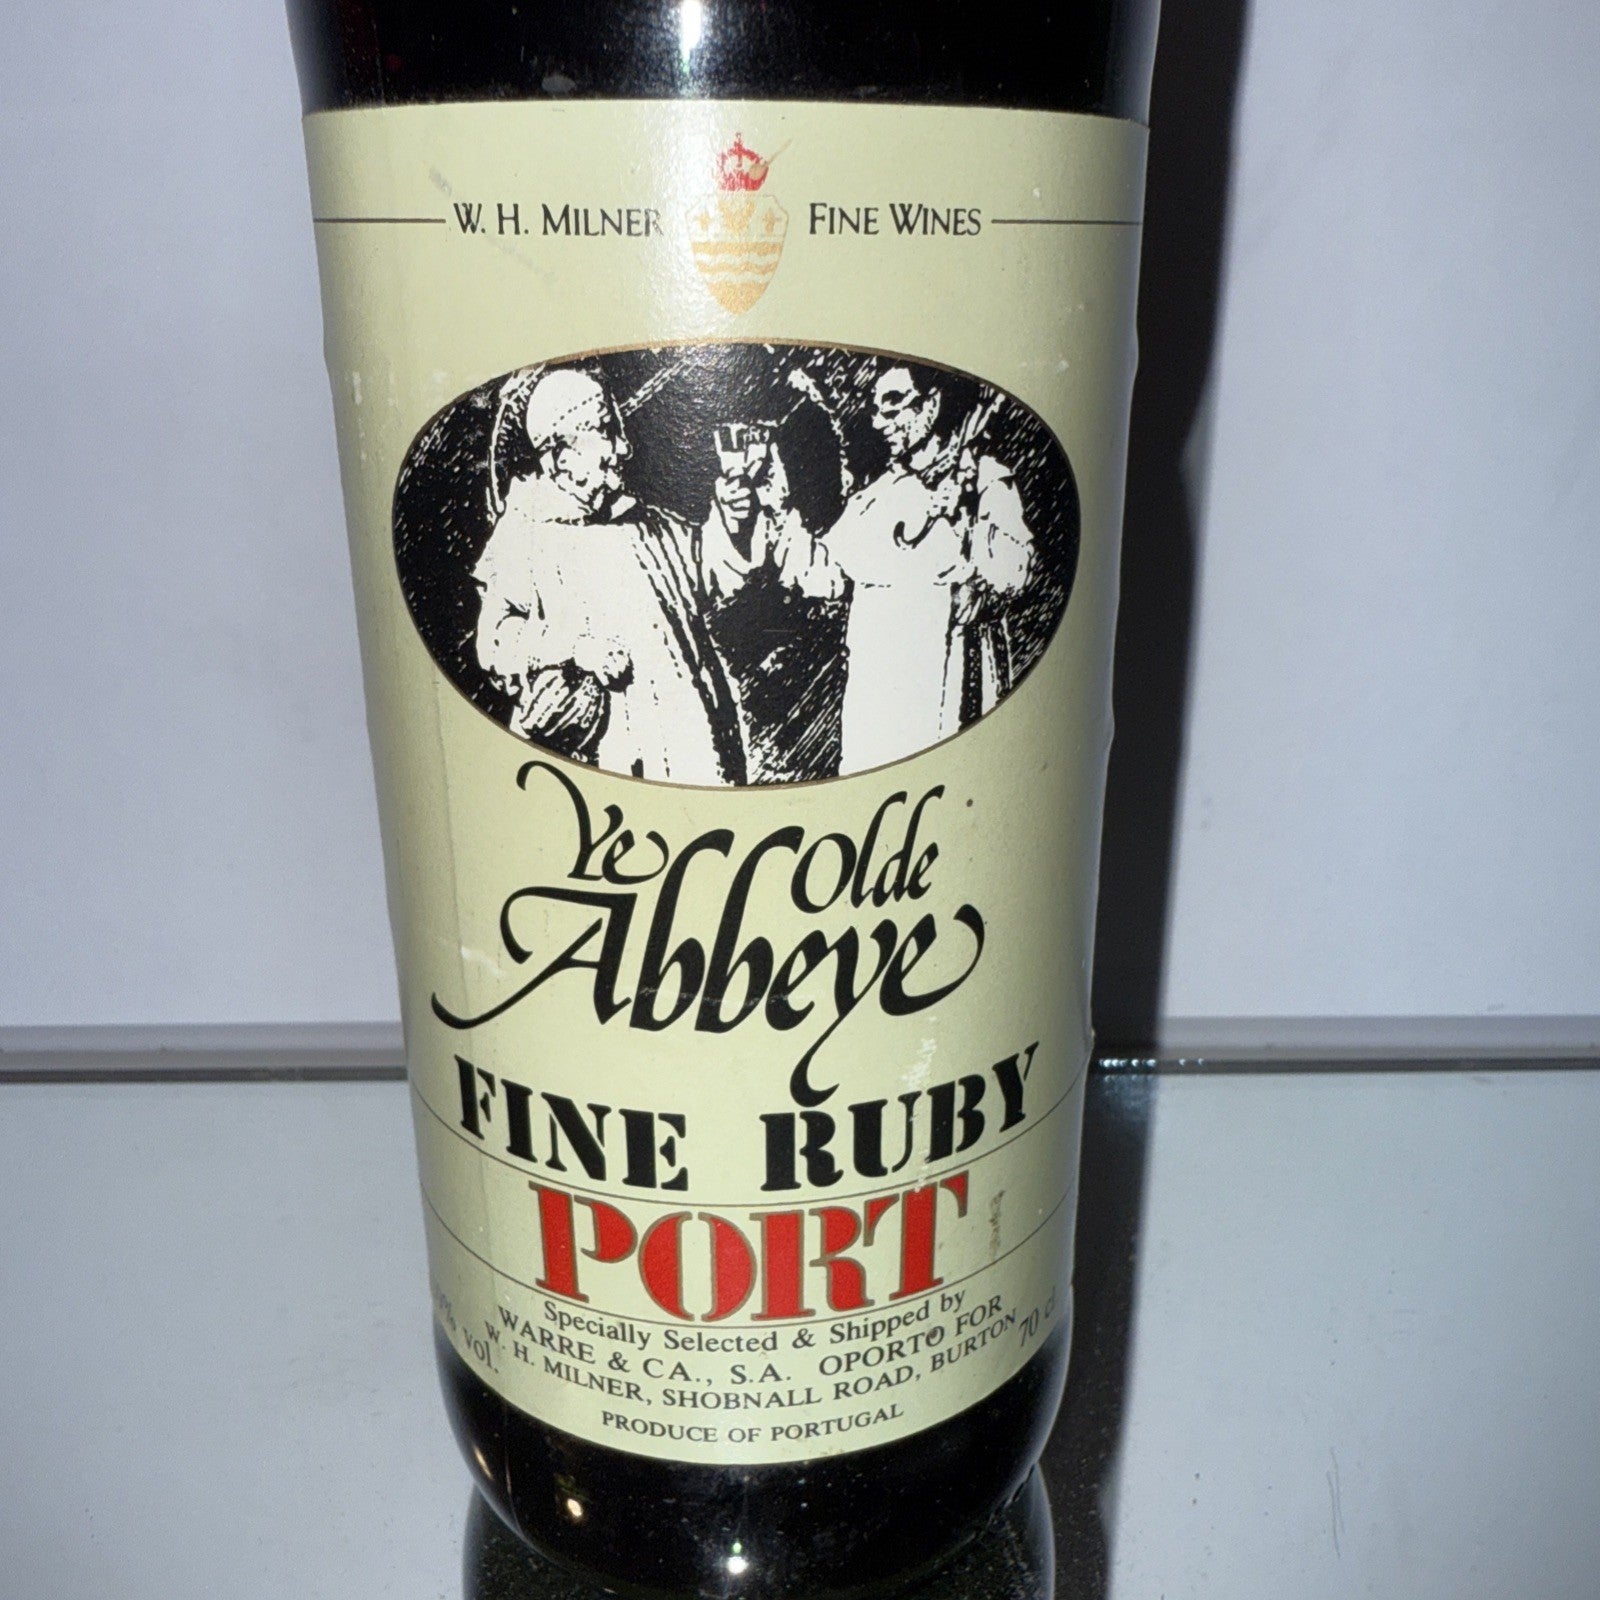 W. H. MILNER FINE WINES
Ye Olde
Abbeye
FINE RUBY
PORT
Specially Selected & Shipped by
WARRE & CA., S.A. OPORTO FOR
W. H. MILNER, SHOBNALL ROAD, BURTON
PRODUCE OF PORTUGAL
% vol.
70 cl